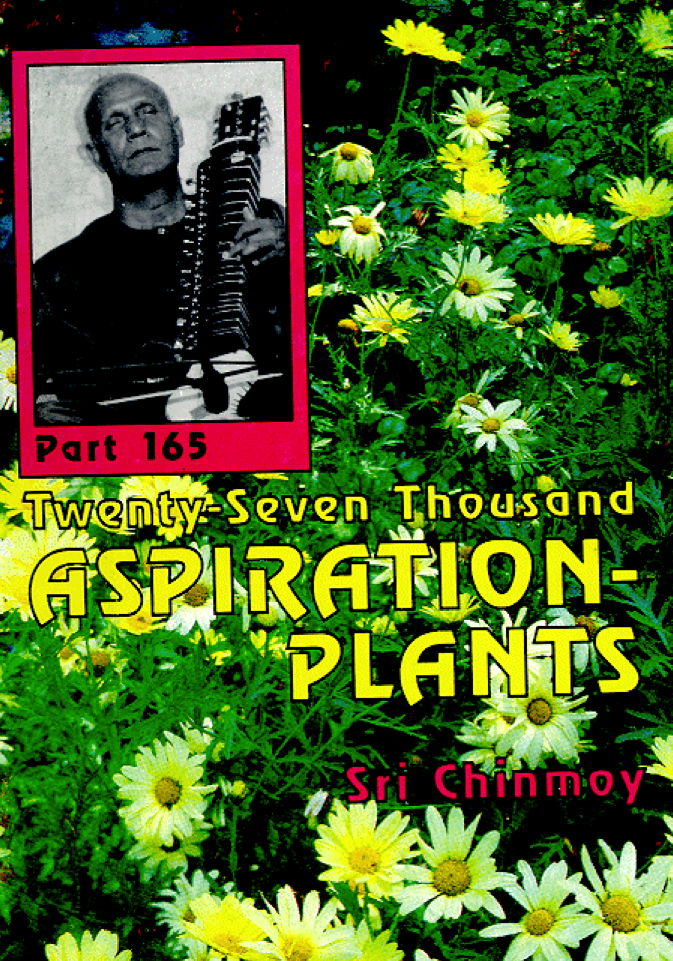 Part 165
Twenty-Seven Thousand
ASPIRATION-
PLANTS
Sri Chinmoy